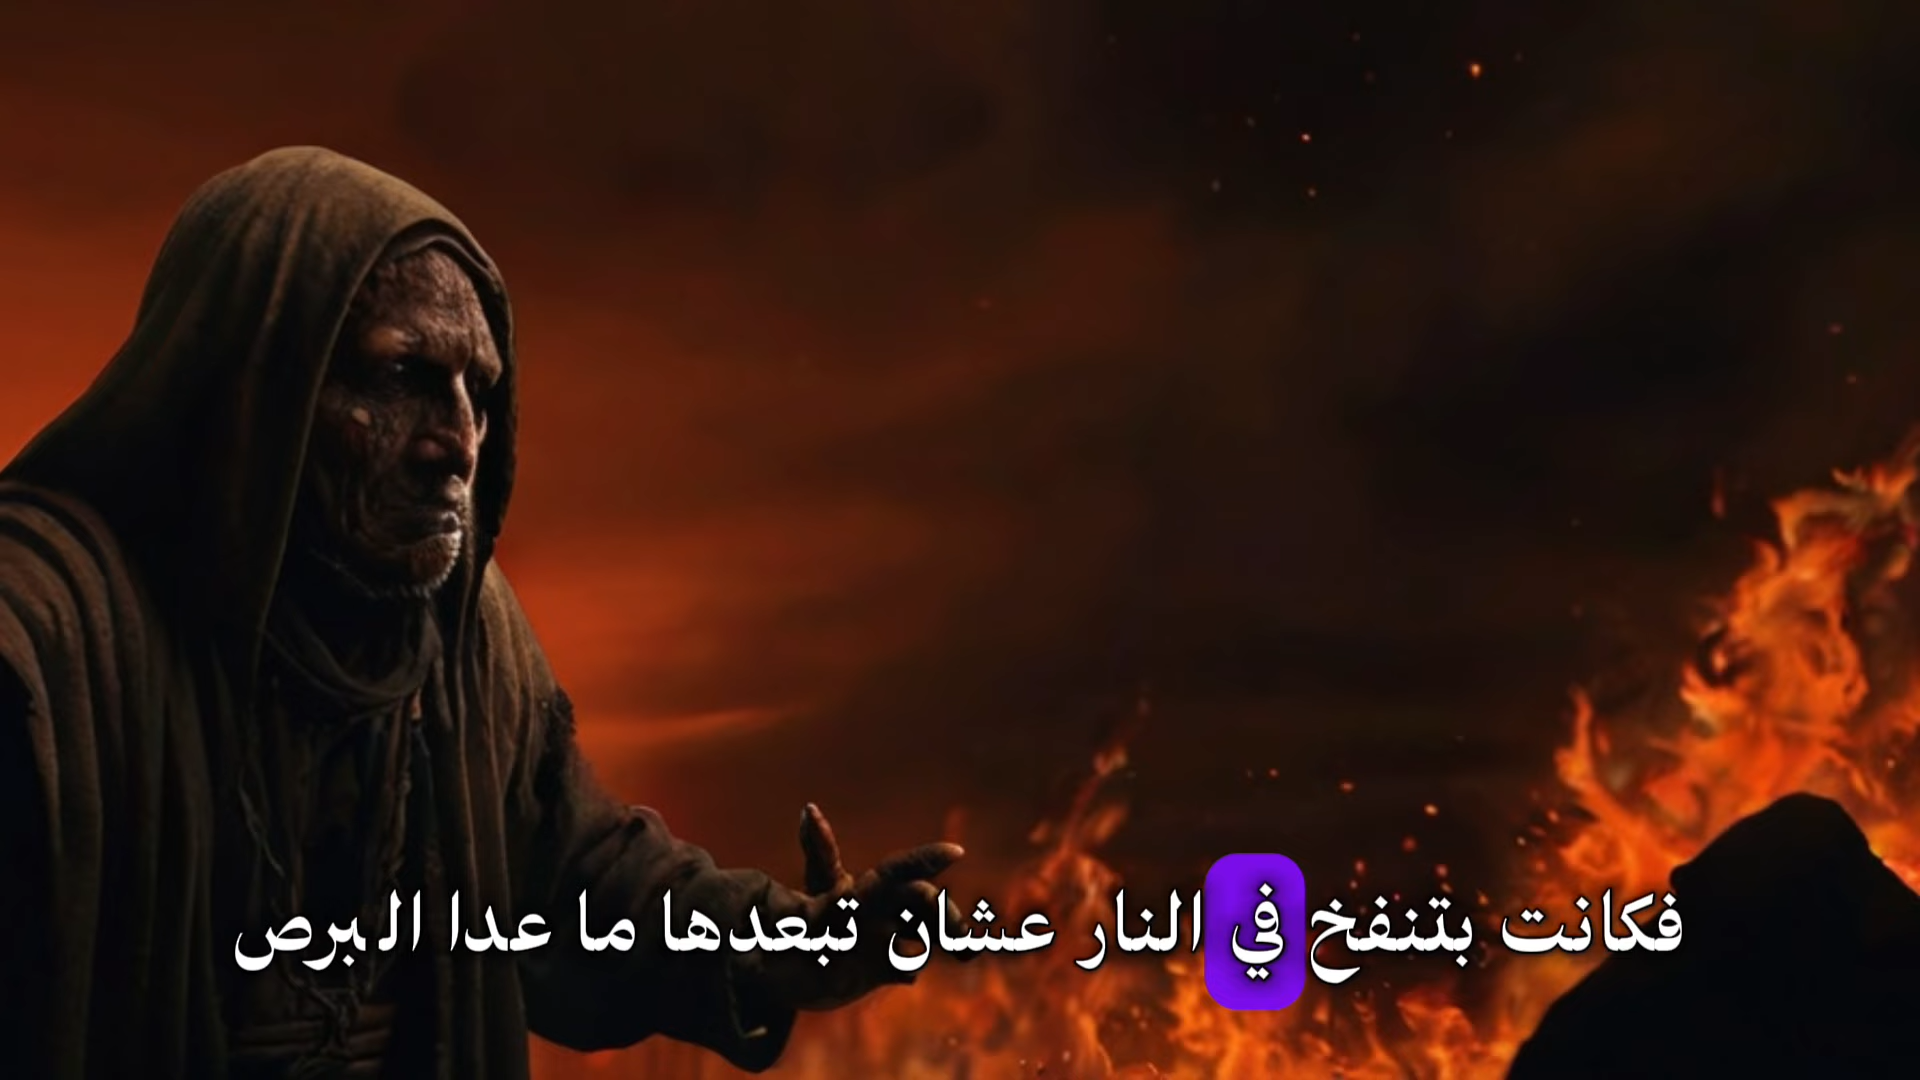 فكانت بتنفخ في النار عشان تبعدها ما عدا البرص